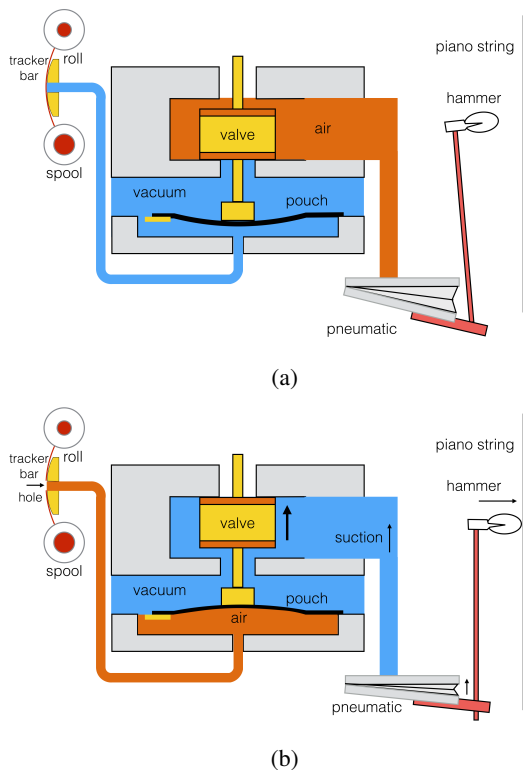 piano string
roll
tracker
bar
hammer
valve
air
spool
vacuum
pouch
pneumatic
(a)
roll
piano string
tracker
bar
hole
hammer
valve
suction
spool
vacuum
pouch
air
pneumatic
(b)